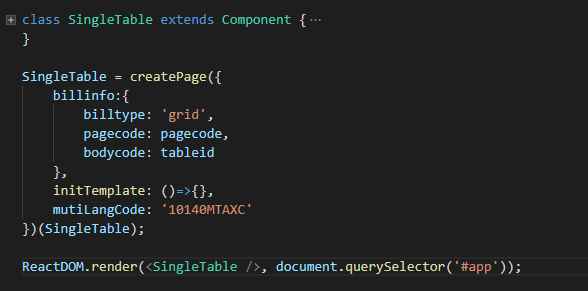 class SingleTable extends Component {···
}
SingleTable = createPage({
    billinfo:{
        billtype: 'grid',
        pagecode: pagecode,
        bodycode: tableid
    },
    initTemplate: ()=>{},
    mutiLangCode: '10140MTAXC'
})(SingleTable);
ReactDOM.render(<SingleTable />, document.querySelector('#app'));